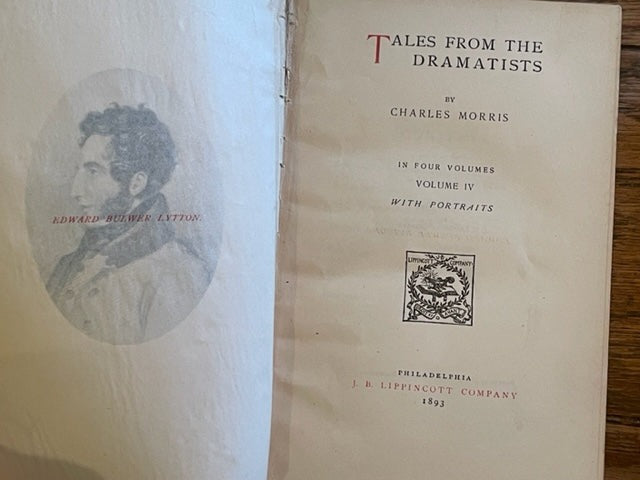 EDWARD BULWER LYTTON.
TALES FROM THE
DRAMATISTS
BY
CHARLES MORRIS
IN FOUR VOLUMES
VOLUME IV
WITH PORTRAITS
LIPPINCOTT COMPANY
PHILADELPHIA
J. B. LIPPINCOTT COMPANY
1893